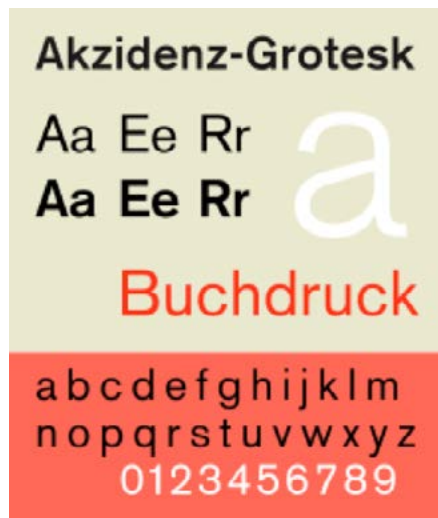 Akzidenz-Grotesk
Aa Ee Rr
Aa Ee Rr
a
Buchdruck
abcdefghijklm
nopqrstuvwxyz
0123456789